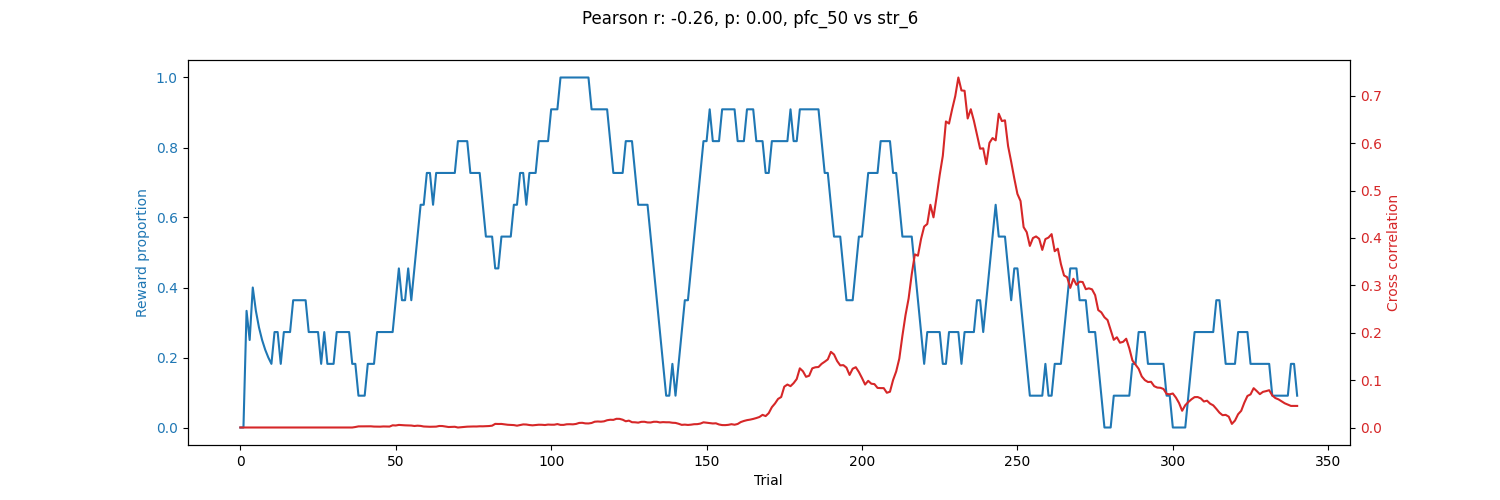 Pearson r: -0.26, p: 0.00, pfc_50 vs str_6
1.0
0.8
0.6
0.4
0.2
0.0
Reward proportion
0.7
0.6
0.5
0.4
0.3
0.2
0.1
0.0
Cross correlation
0 50 100 150 200 250 300 350
Trial